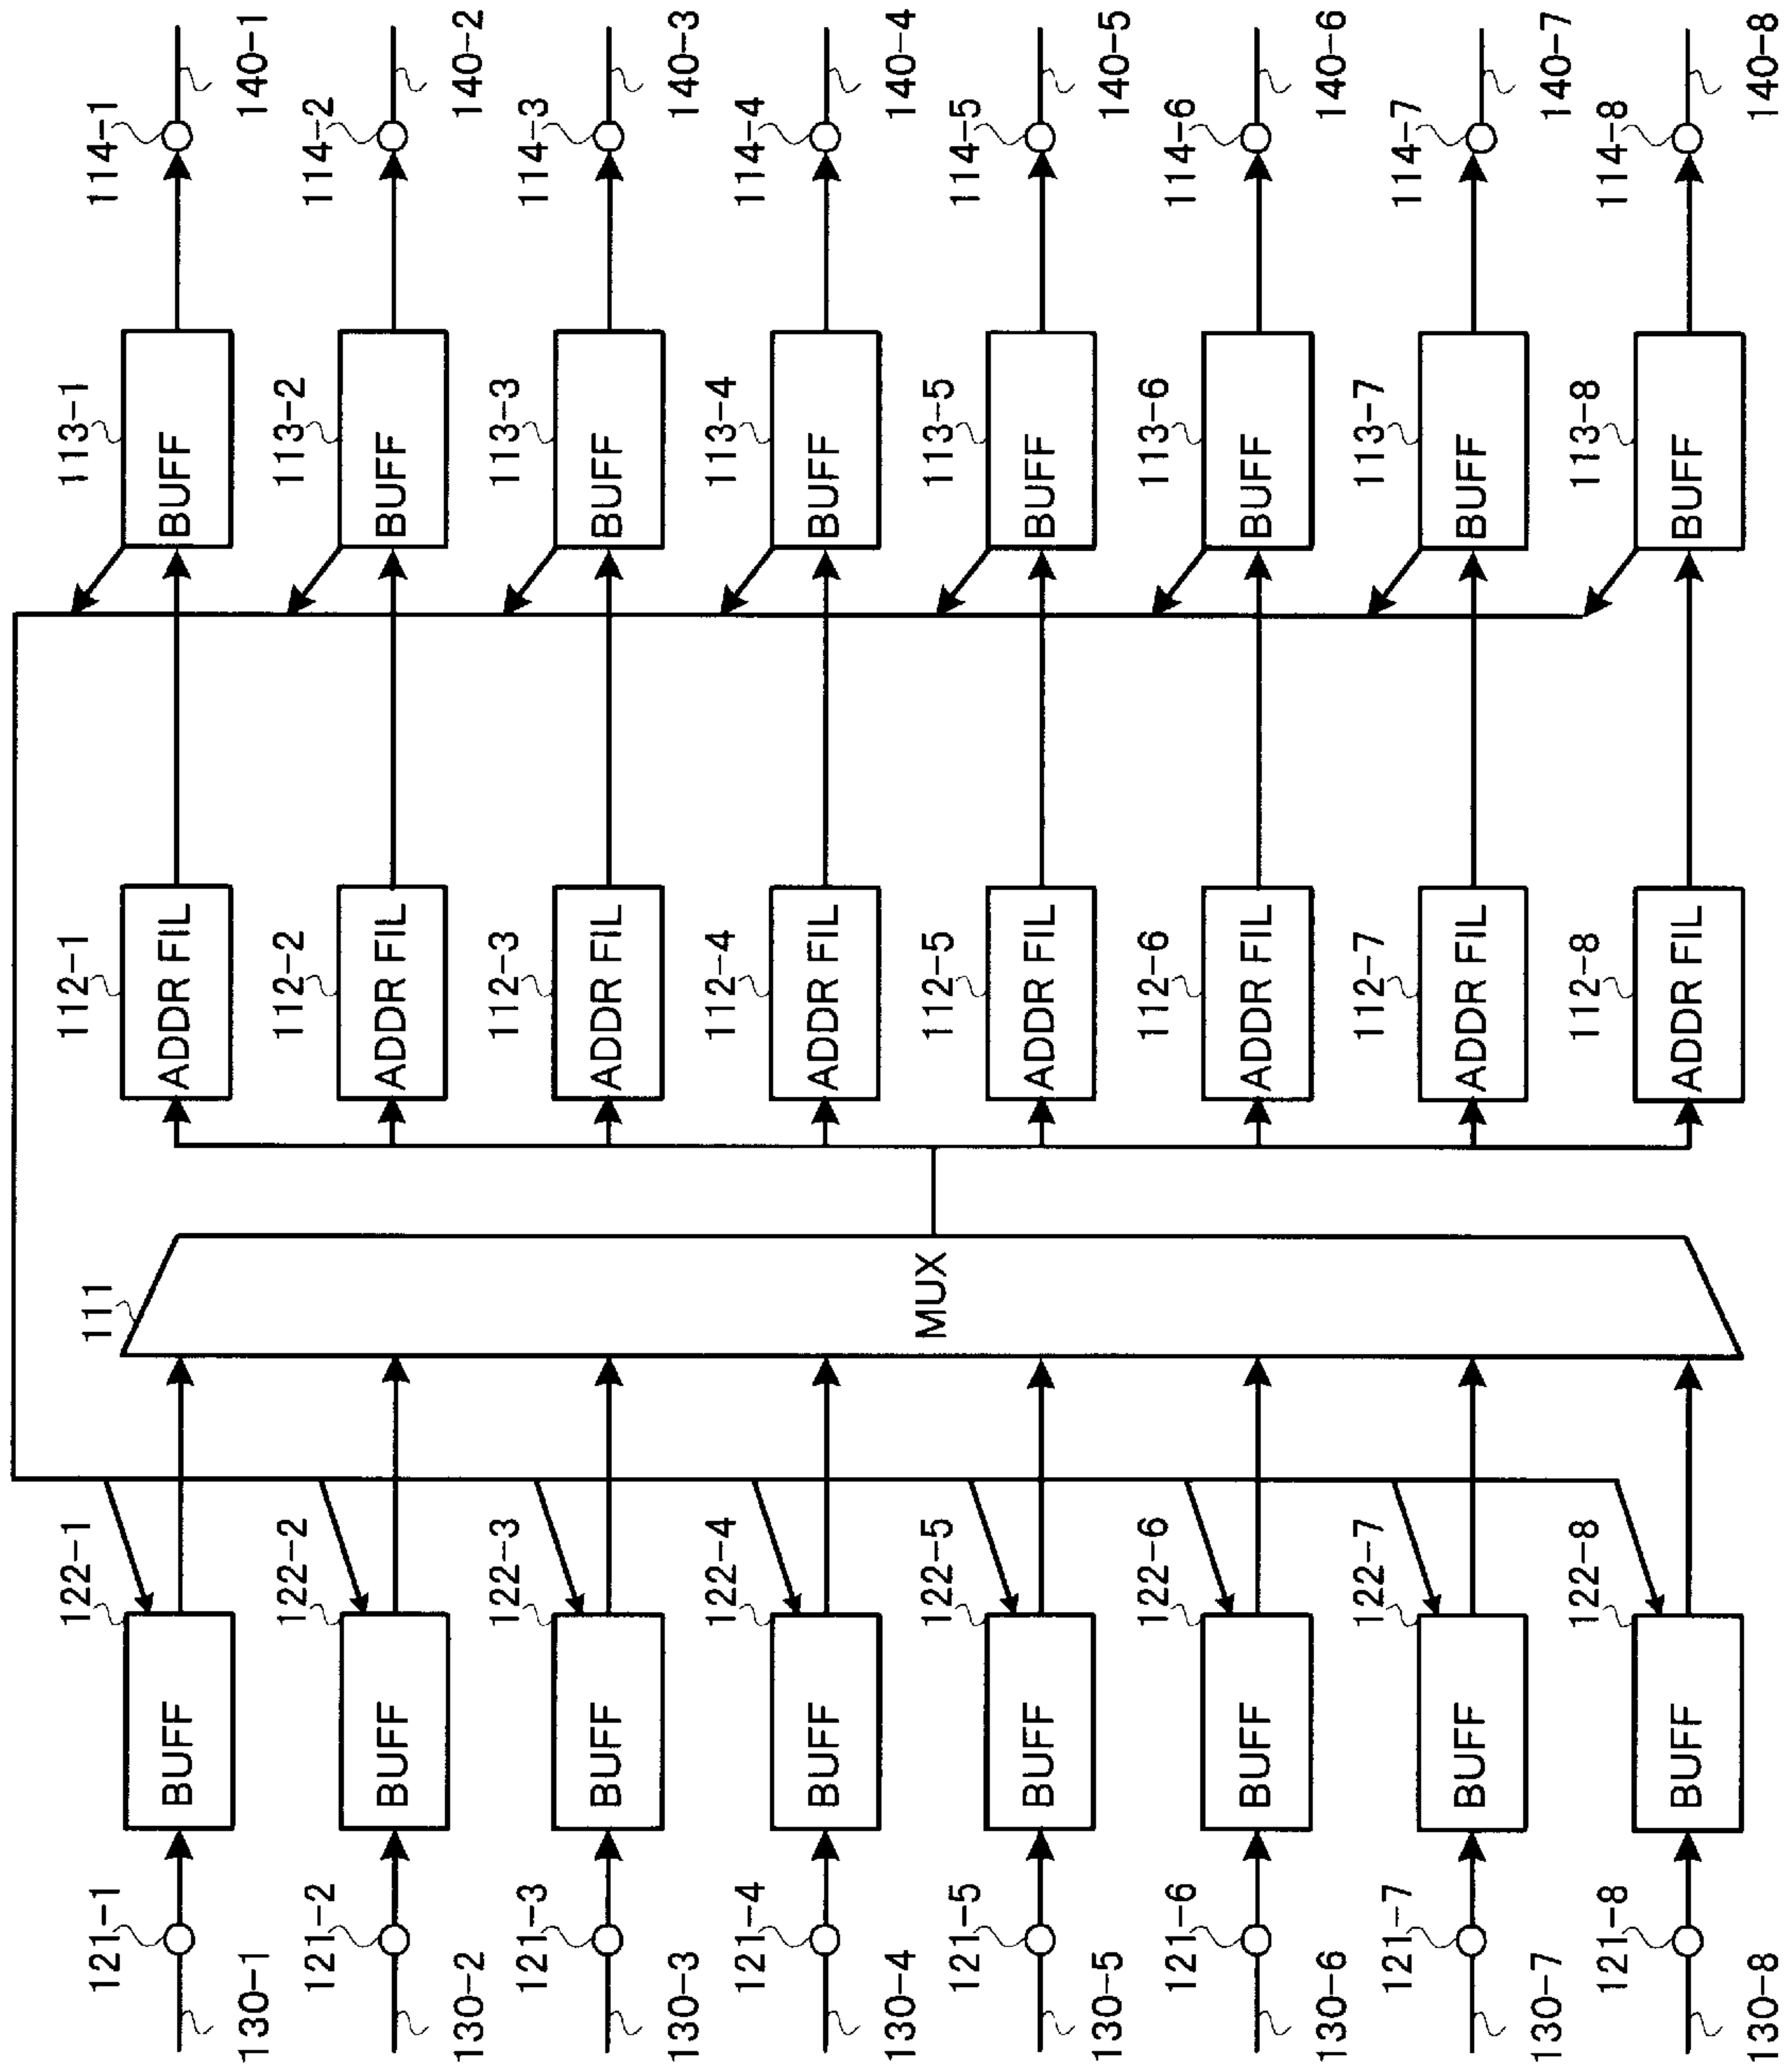 130-1
121-1
BUFF
122-1
111
MUX
ADDR FIL
112-1
BUFF
113-1
114-1
140-1
130-2
121-2
BUFF
122-2
ADDR FIL
112-2
BUFF
113-2
114-2
140-2
130-3
121-3
BUFF
122-3
ADDR FIL
112-3
BUFF
113-3
114-3
140-3
130-4
121-4
BUFF
122-4
ADDR FIL
112-4
BUFF
113-4
114-4
140-4
130-5
121-5
BUFF
122-5
ADDR FIL
112-5
BUFF
113-5
114-5
140-5
130-6
121-6
BUFF
122-6
ADDR FIL
112-6
BUFF
113-6
114-6
140-6
130-7
121-7
BUFF
122-7
ADDR FIL
112-7
BUFF
113-7
114-7
140-7
130-8
121-8
BUFF
122-8
ADDR FIL
112-8
BUFF
113-8
114-8
140-8